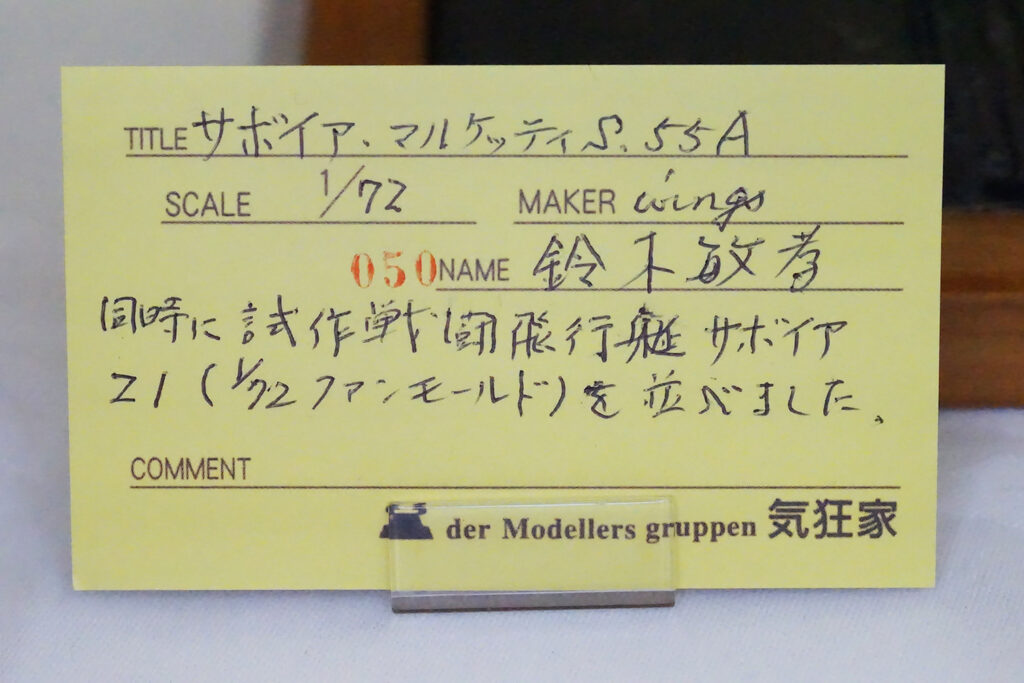 TITLE サボイア・マルケッティ S.55A
SCALE 1/72 MAKER wings
050 NAME 鈴木敏孝
同時に試作戦闘飛行艇サボイア
21(1/72ファンモールド)を並べました。
COMMENT
der Modellers gruppen 気狂家